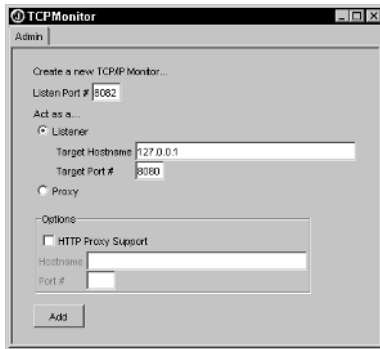 TCPMonitor
Admin
Create a new TCP/IP Monitor...
Listen Port # 8082
Act as a...
Listener
Target Hostname 127.0.0.1
Target Port # 8080
Proxy
Options
HTTP Proxy Support
Hostname
Port #
Add